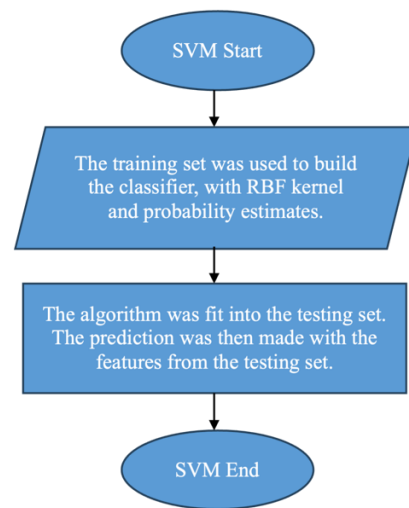 SVM Start
The training set was used to build
the classifier, with RBF kernel
and probability estimates.
The algorithm was fit into the testing set.
The prediction was then made with the
features from the testing set.
SVM End